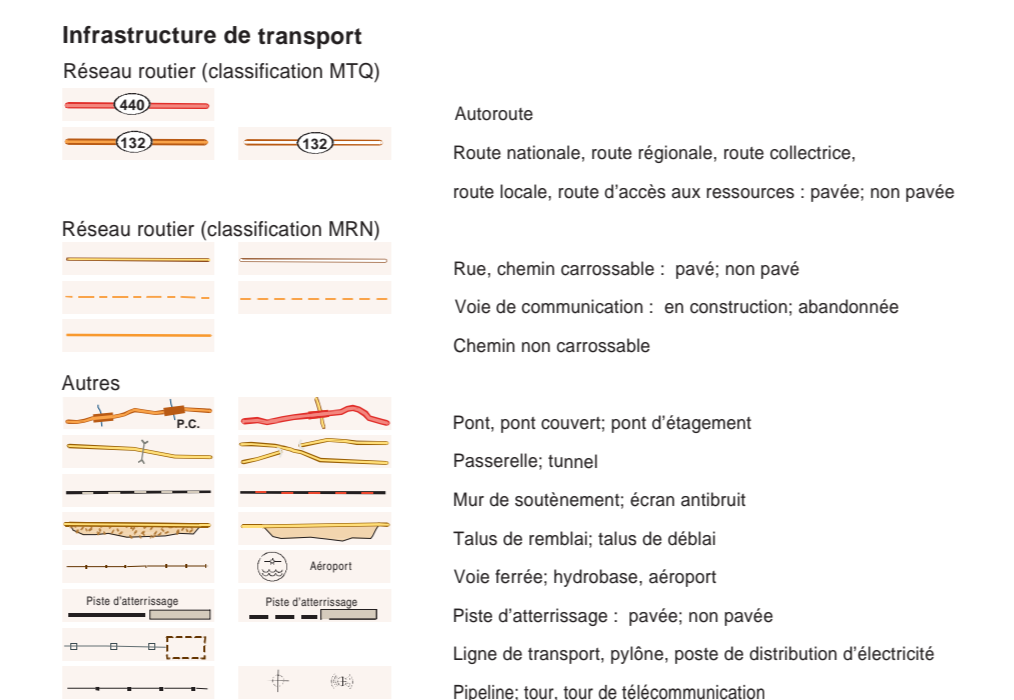 Infrastructure de transport
Réseau routier (classification MTQ)
440
Autoroute
132 132
Route nationale, route régionale, route collectrice,
route locale, route d'accès aux ressources : pavée; non pavée
Réseau routier (classification MRN)
Rue, chemin carrossable : pavé; non pavé
Voie de communication : en construction; abandonnée
Chemin non carrossable
Autres
P.C.
Pont, pont couvert; pont d'étagement
Passerelle; tunnel
Mur de soutènement; écran antibruit
Talus de remblai; talus de déblai
Aéroport
Voie ferrée; hydrobase, aéroport
Piste d'atterrissage Piste d'atterrissage
Piste d'atterrissage : pavée; non pavée
Ligne de transport, pylône, poste de distribution d'électricité
Pipeline; tour, tour de télécommunication